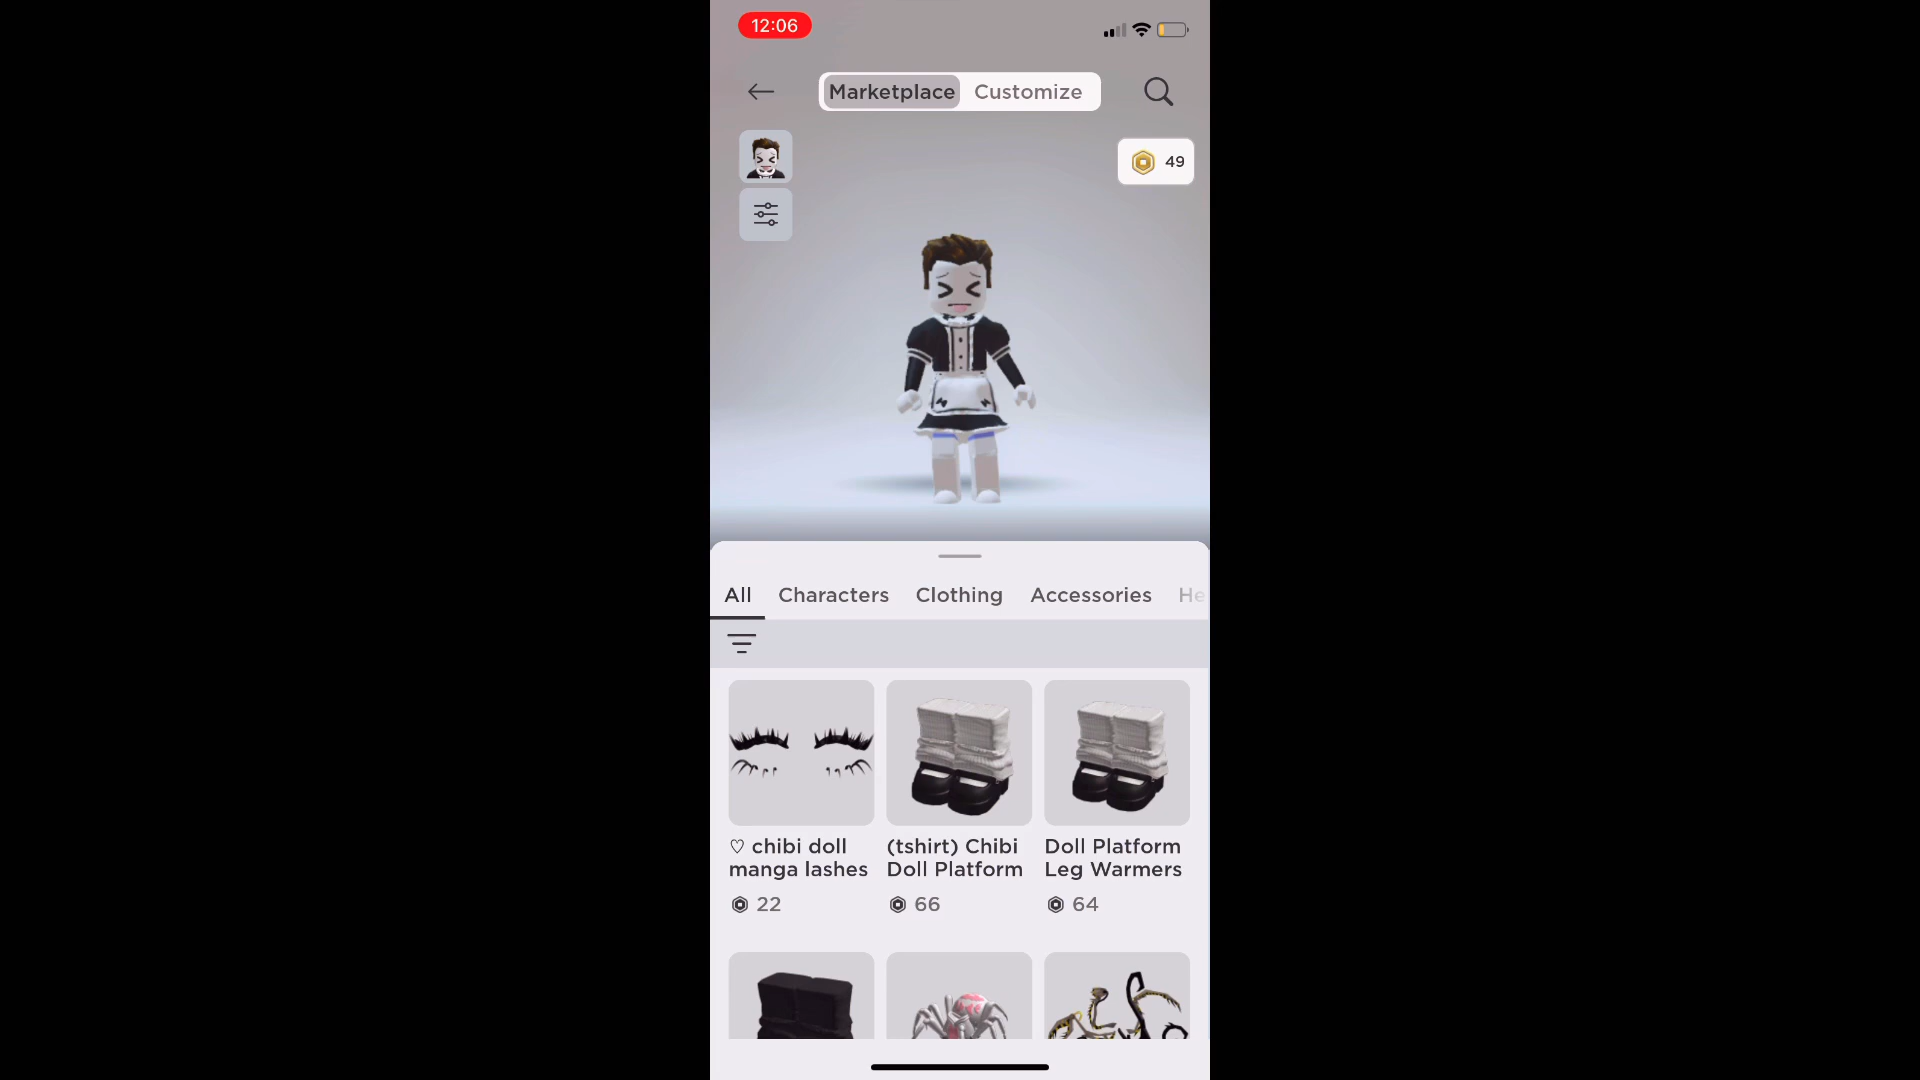 12:06
Marketplace Customize
49
All Characters Clothing Accessories He
♡ chibi doll
manga lashes
22
(tshirt) Chibi
Doll Platform
66
Doll Platform
Leg Warmers
64